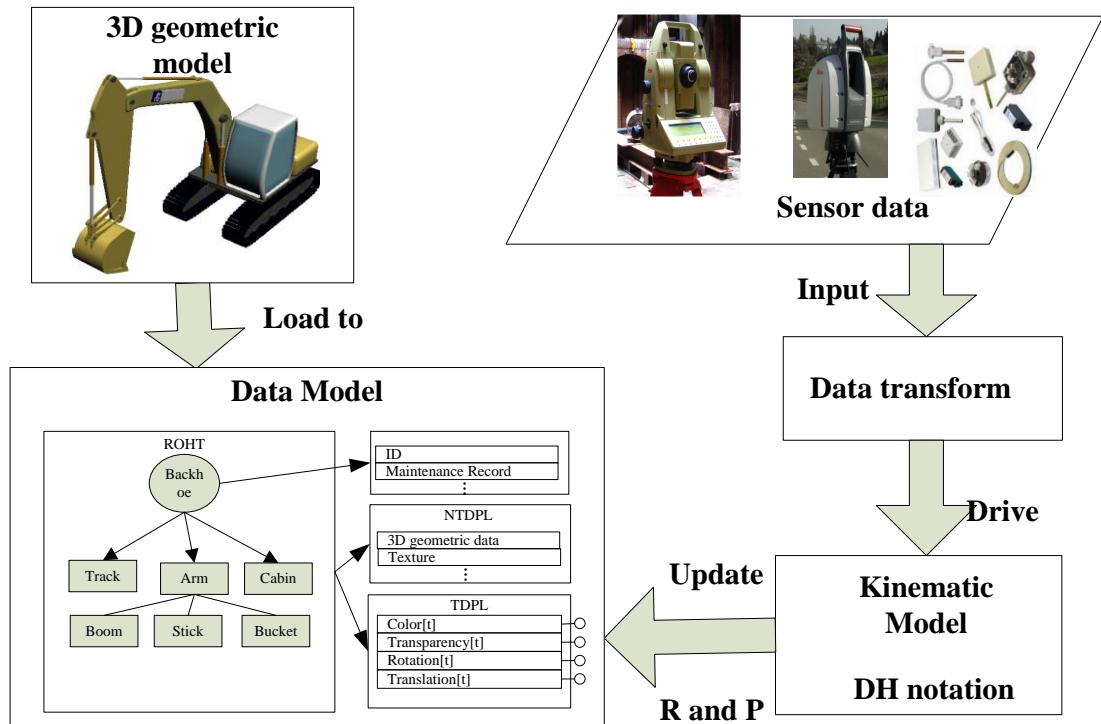 3D geometric
model
Sensor data
Load to
Input
Data Model
ROHT
Backh
oe
Track
Arm
Cabin
Boom
Stick
Bucket
ID
Maintenance Record
⋮
NTDPL
3D geometric data
Texture
⋮
TDPL
Color[t]
Transparency[t]
Rotation[t]
Translation[t]
Data transform
Drive
Update
R and P
Kinematic
Model
DH notation